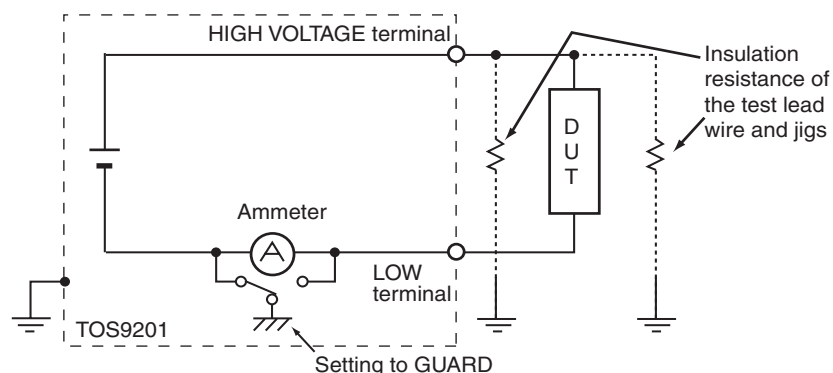 HIGH VOLTAGE terminal
Insulation
resistance of
the test lead
wire and jigs
D
U
T
Ammeter
A
LOW
terminal
TOS9201
Setting to GUARD